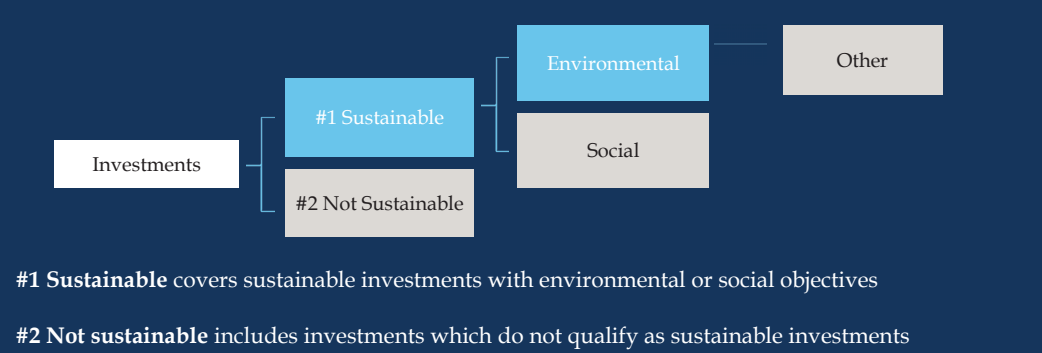 Investments
#1 Sustainable
#2 Not Sustainable
Environmental
Social
Other
#1 Sustainable covers sustainable investments with environmental or social objectives
#2 Not sustainable includes investments which do not qualify as sustainable investments